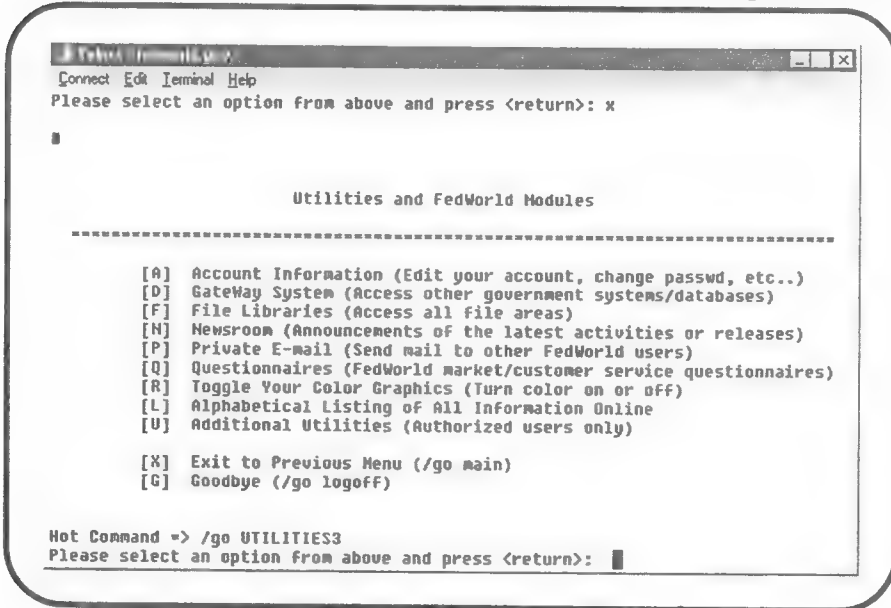 Connect Edit Terminal Help
Please select an option from above and press <return>: x
Utilities and FedWorld Modules
[A] Account Information (Edit your account, change passwd, etc..)
[D] GateWay System (Access other government systems/databases)
[F] File Libraries (Access all file areas)
[N] Newsroom (Announcements of the latest activities or releases)
[P] Private E-mail (Send mail to other FedWorld users)
[Q] Questionnaires (FedWorld market/customer service questionnaires)
[R] Toggle Your Color Graphics (Turn color on or off)
[L] Alphabetical Listing of All Information Online
[U] Additional Utilities (Authorized users only)
[X] Exit to Previous Menu (/go main)
[G] Goodbye (/go logoff)
Hot Command => /go UTILITIES3
Please select an option from above and press <return>: